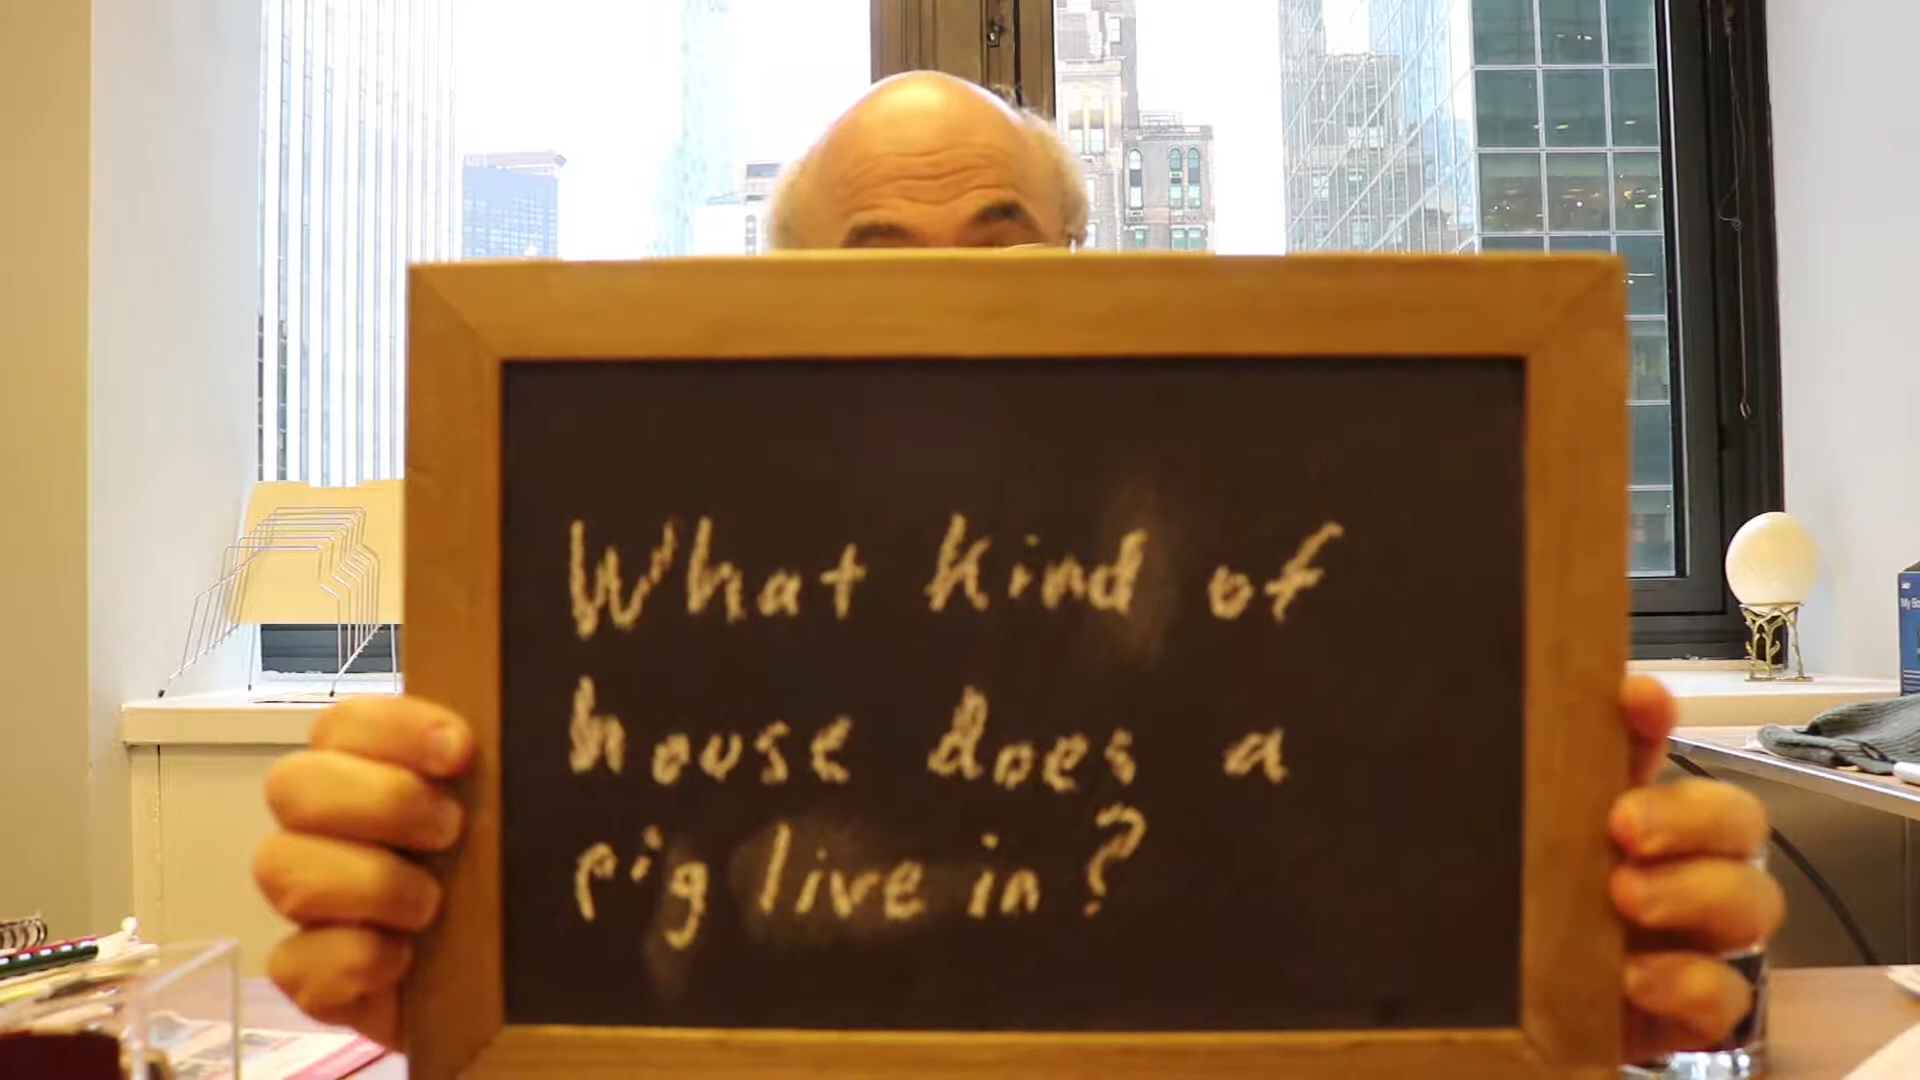 What kind of
house does a
pig live in?